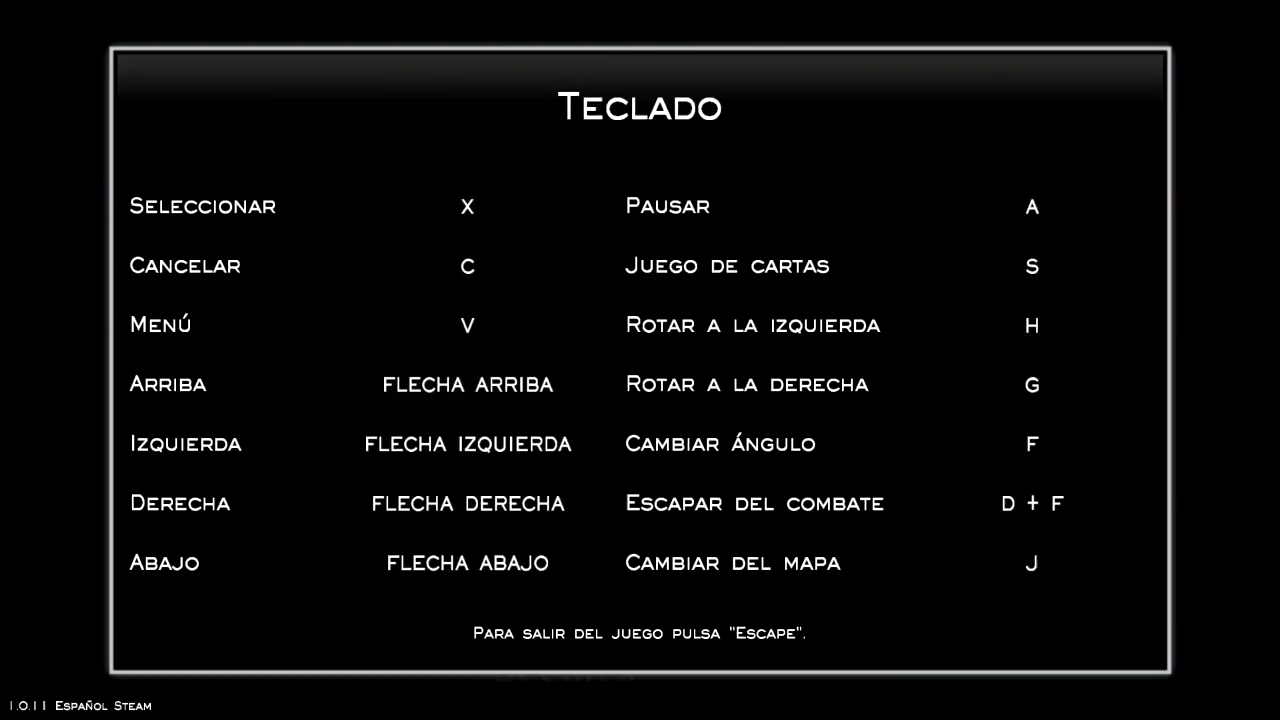 Teclado
Seleccionar X Pausar A
Cancelar C Juego de cartas S
Menú V Rotar a la izquierda H
Arriba FLECHA ARRIBA Rotar a la derecha G
Izquierda FLECHA IZQUIERDA Cambiar ángulo F
Derecha FLECHA DERECHA Escapar del combate D + F
Abajo FLECHA ABAJO Cambiar del mapa J
Para salir del juego pulsa "Escape".
1.0.11 Español Steam